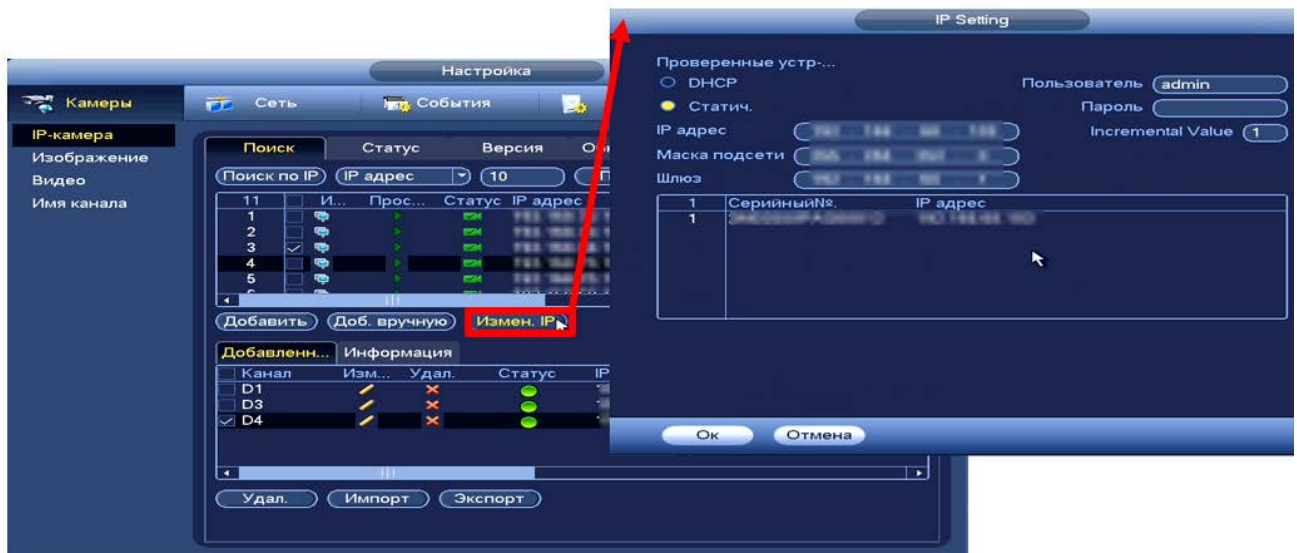 Настройка
Камеры
Сеть
События
IP-камера
Изображение
Видео
Имя канала
Поиск Статус Версия
Поиск по IP IP адрес 10
11 И... Прос... Статус IP адрес
1
2
3
4
5
Добавить Доб. вручную Измен. IP
Добавленн... Информация
Канал Изм... Удал. Статус IP
D1
D3
D4
Удал. Импорт Экспорт
IP Setting
Проверенные устр-...
DHCP
Пользователь admin
Статич.
Пароль
IP адрес
Incremental Value 1
Маска подсети
Шлюз
1 Серийный№. IP адрес
1
Ок Отмена